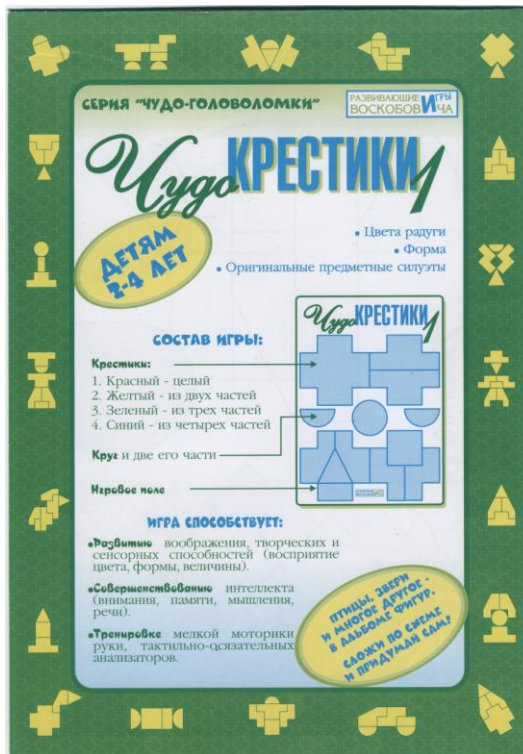 СЕРИЯ "ЧУДО-ГОЛОВОЛОМКИ"
РАЗВИВАЮЩИЕ ИГРЫ
ВОСКОБОВИЧА
Чудо КРЕСТИКИ 1
ДЕТЯМ
2-4 ЛЕТ
• Цвета радуги
• Форма
• Оригинальные предметные силуэты
СОСТАВ ИГРЫ:
Крестики:
1. Красный - целый
2. Желтый - из двух частей
3. Зеленый - из трех частей
4. Синий - из четырех частей
Круг и две его части
Игровое поле
Чудо КРЕСТИКИ 1
ИГРА СПОСОБСТВУЕТ:
•Развитию воображения, творческих и
сенсорных способностей (восприятие
цвета, формы, величины).
•Совершенствованию интеллекта
(внимания, памяти, мышления,
речи).
•Тренировке мелкой моторики
руки, тактильно-осязательных
анализаторов.
ПТИЦЫ, ЗВЕРИ
И МНОГОЕ ДРУГОЕ -
В АЛЬБОМЕ ФИГУР.
СЛОЖИ ПО СХЕМЕ
И ПРИДУМАЙ САМ!